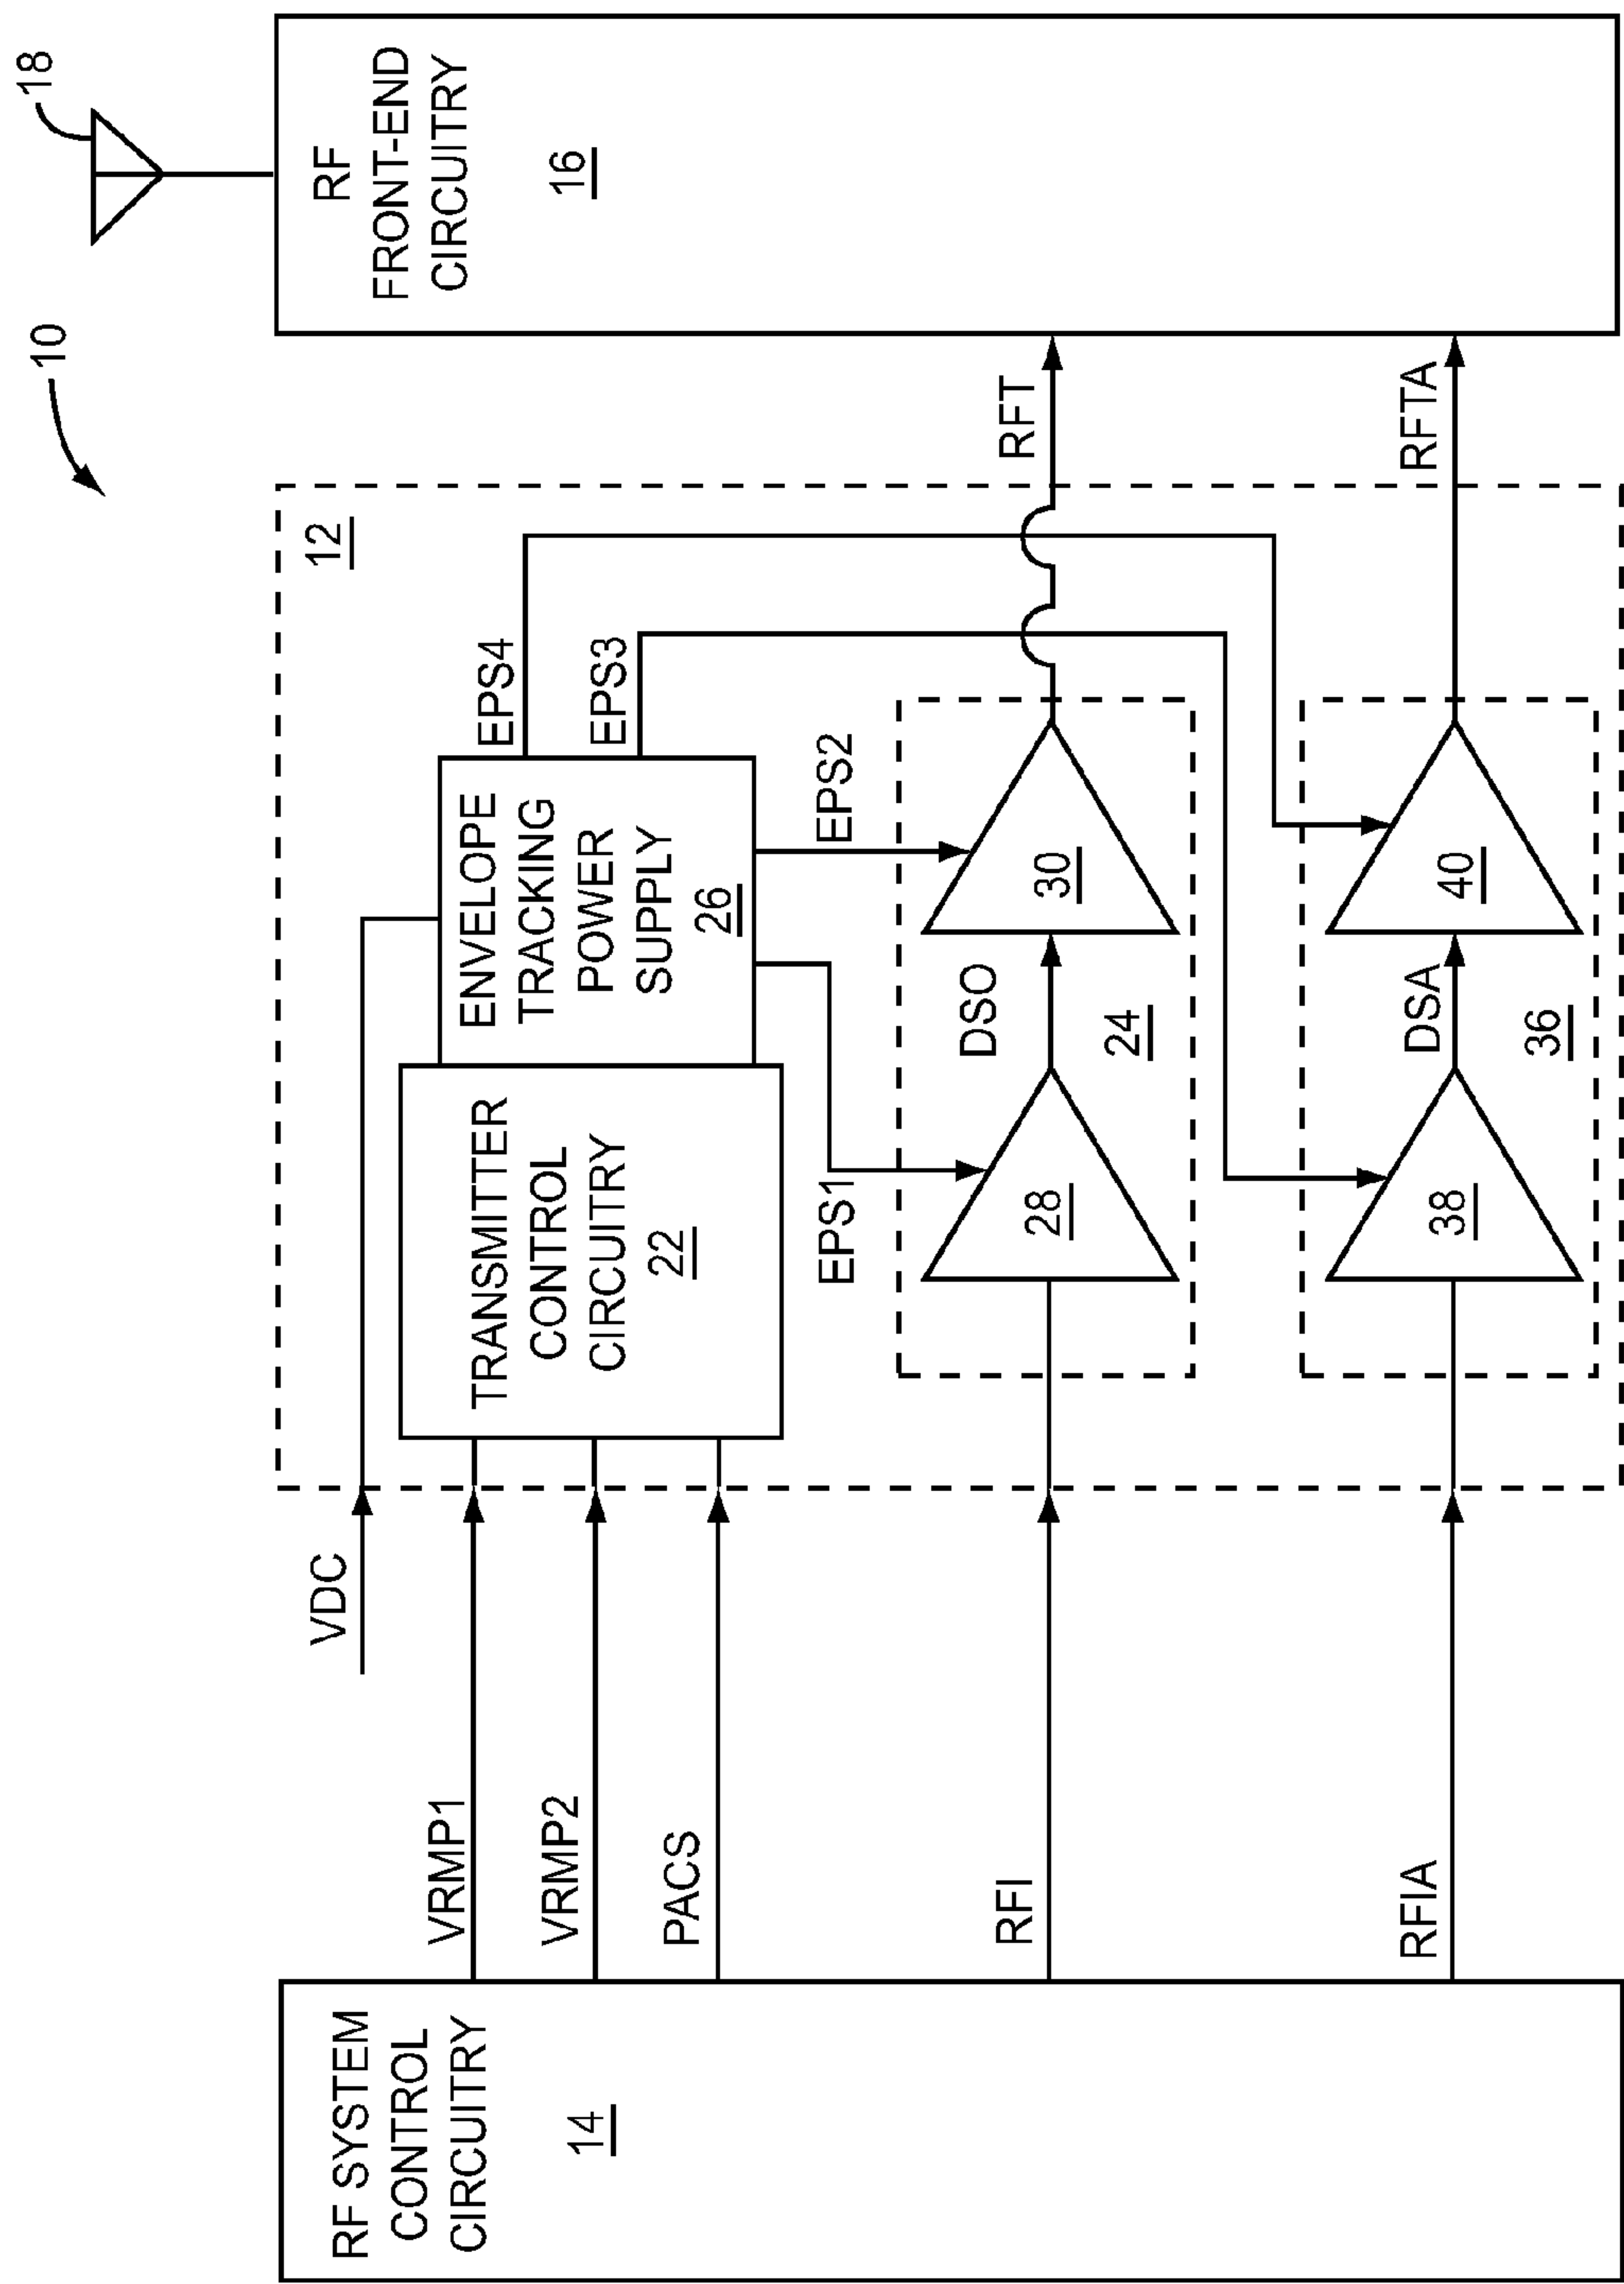 10
18
RF SYSTEM
CONTROL
CIRCUITRY
14
VDC
VRMP1
VRMP2
PACS
RFI
RFIA
12
TRANSMITTER
CONTROL
CIRCUITRY
22
ENVELOPE
TRACKING
POWER
SUPPLY
26
EPS4
EPS3
EPS1
EPS2
28
DSO
30
24
38
DSA
40
36
RFT
RFTA
RF
FRONT-END
CIRCUITRY
16